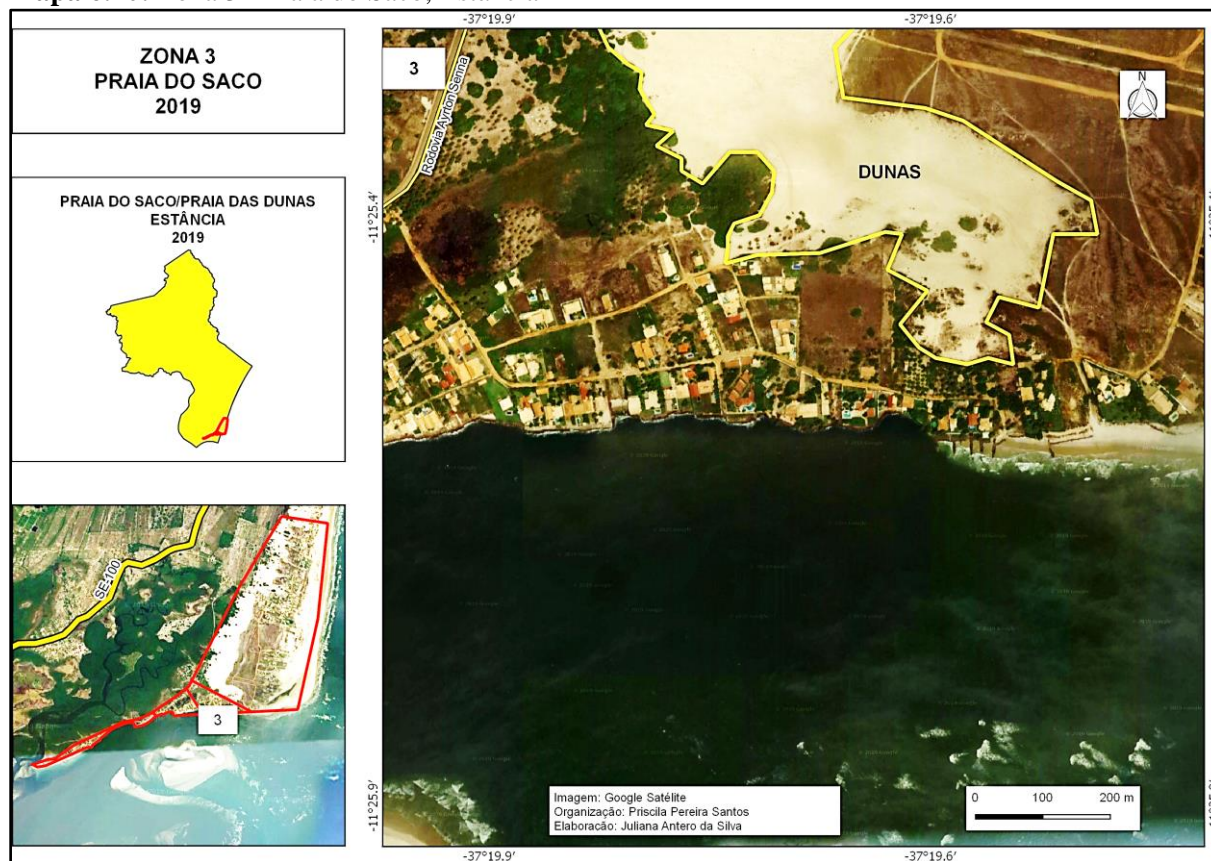 ZONA 3
PRAIA DO SACO
2019
PRAIA DO SACO/PRAIA DAS DUNAS
ESTÂNCIA
2019
SE-100
3
-37°19.9'
-37°19.6'
3
Rodovia Ayrton Senna
N
DUNAS
-11°25.4'
-11°25.9'
Imagem: Google Satélite
Organização: Priscila Pereira Santos
Elaboração: Juliana Antero da Silva
0 100 200 m
-37°19.9'
-37°19.6'